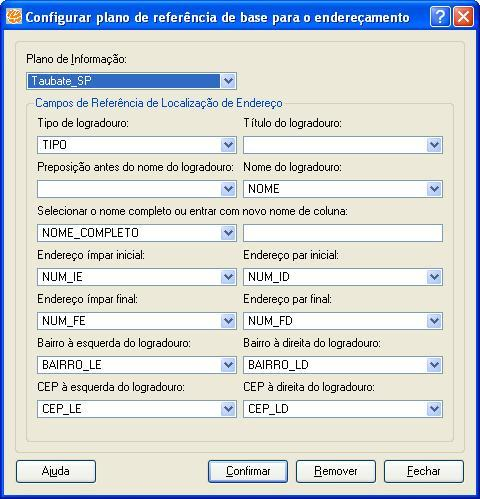 Configurar plano de referência de base para o endereçamento
Plano de Informação:
Taubate_SP
Campos de Referência de Localização de Endereço
Tipo de logradouro: Título do logradouro:
TIPO
Preposição antes do nome do logradouro: Nome do logradouro:
NOME
Selecionar o nome completo ou entrar com novo nome de coluna:
NOME_COMPLETO
Endereço ímpar inicial: Endereço par inicial:
NUM_IE NUM_ID
Endereço ímpar final: Endereço par final:
NUM_FE NUM_FD
Bairro à esquerda do logradouro: Bairro à direita do logradouro:
BAIRRO_LE BAIRRO_LD
CEP à esquerda do logradouro: CEP à direita do logradouro:
CEP_LE CEP_LD
Ajuda Confirmar Remover Fechar